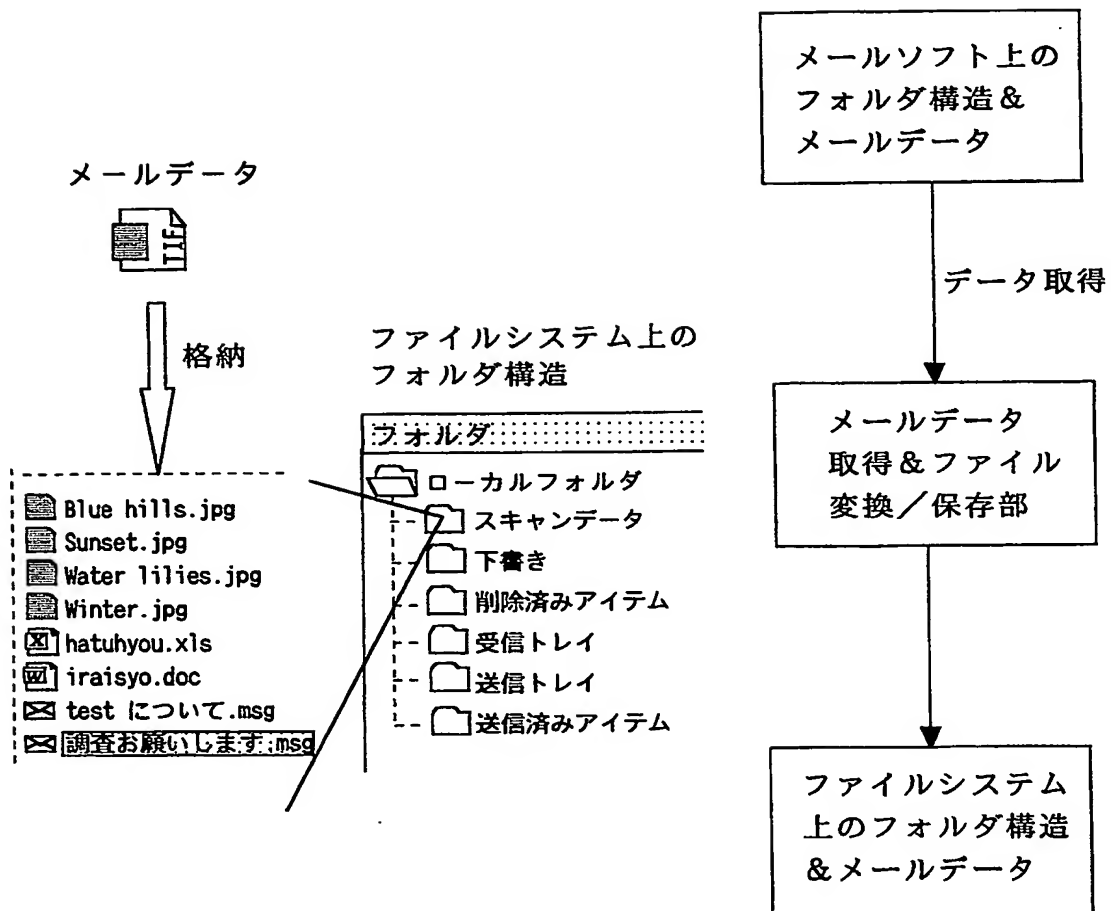 メールデータ
TIF
格納
Blue hills.jpg
Sunset.jpg
Water lilies.jpg
Winter.jpg
hatuhyou.xls
iraisyo.doc
test について.msg
調査お願いします.msg
ファイルシステム上の
フォルダ構造
フォルダ
ローカルフォルダ
スキャンデータ
下書き
削除済みアイテム
受信トレイ
送信トレイ
送信済みアイテム
メールソフト上の
フォルダ構造&
メールデータ
データ取得
メールデータ
取得&ファイル
変換/保存部
ファイルシステム
上のフォルダ構造
&メールデータ